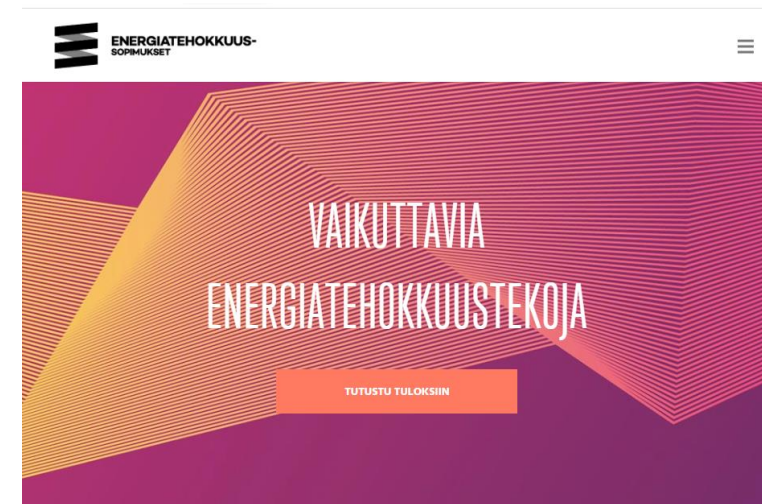 ENERGIATEHOKKUUS-
SOPIMUKSET
VAIKUTTAVIA
ENERGIATEHOKKUUSTEKOJA
TUTUSTU TULOKSIIN